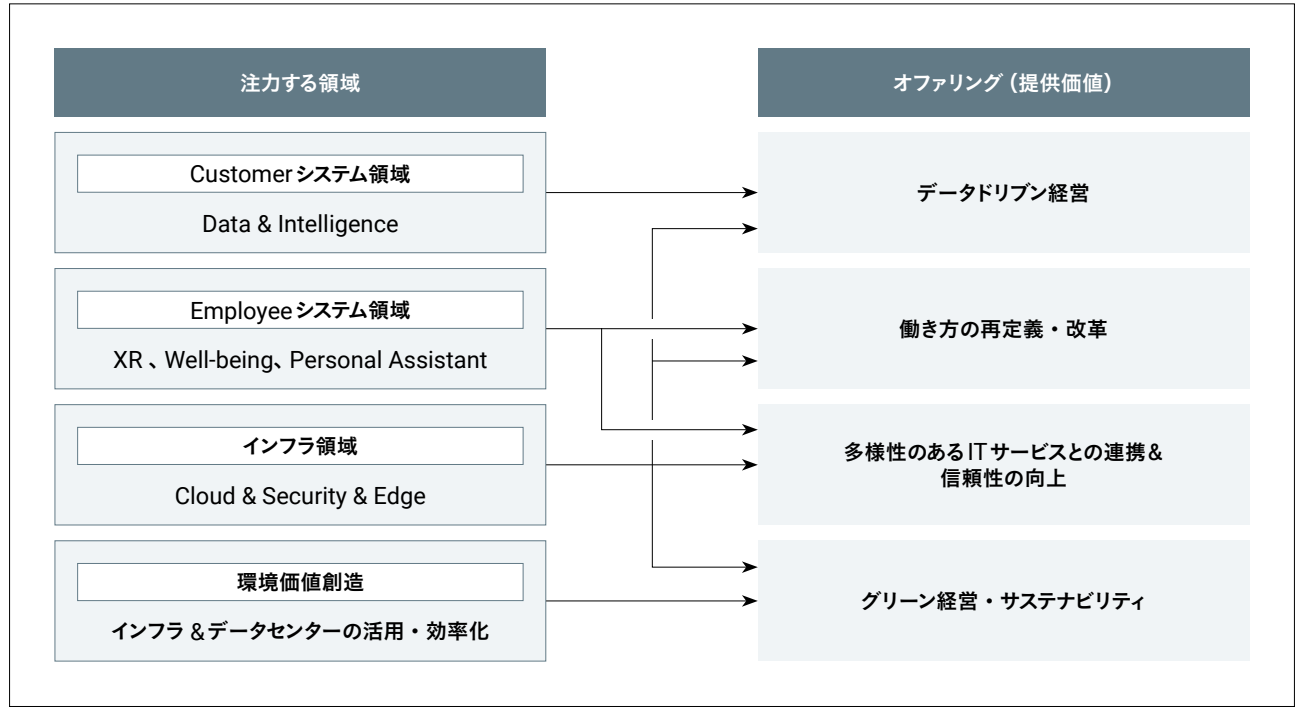 注力する領域
オファリング（提供価値）
Customerシステム領域
Data & Intelligence
データドリブン経営
Employeeシステム領域
XR、Well-being、Personal Assistant
働き方の再定義・改革
インフラ領域
Cloud & Security & Edge
多様性のあるITサービスとの連携＆
信頼性の向上
環境価値創造
インフラ＆データセンターの活用・効率化
グリーン経営・サステナビリティ